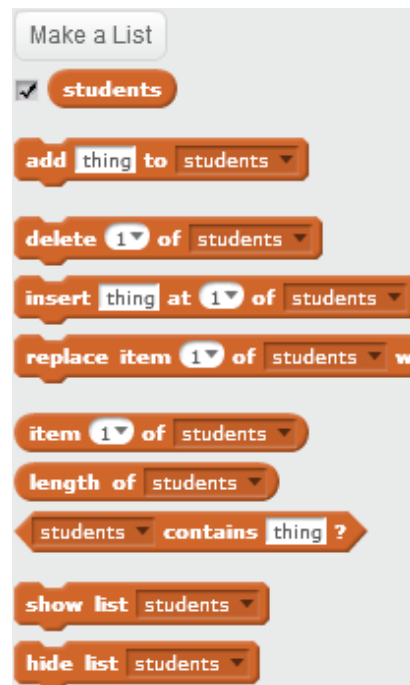 Make a List
students
add thing to students
delete 1 of students
insert thing at 1 of students
replace item 1 of students
item 1 of students
length of students
students contains thing ?
show list students
hide list students